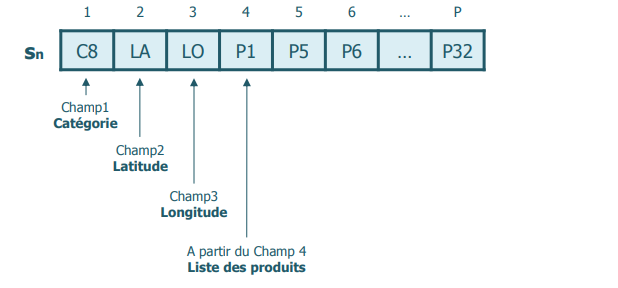 1 2 3 4 5 6 ... P
Sn C8 LA LO P1 P5 P6 ... P32
Champ1
Catégorie
Champ2
Latitude
Champ3
Longitude
A partir du Champ 4
Liste des produits